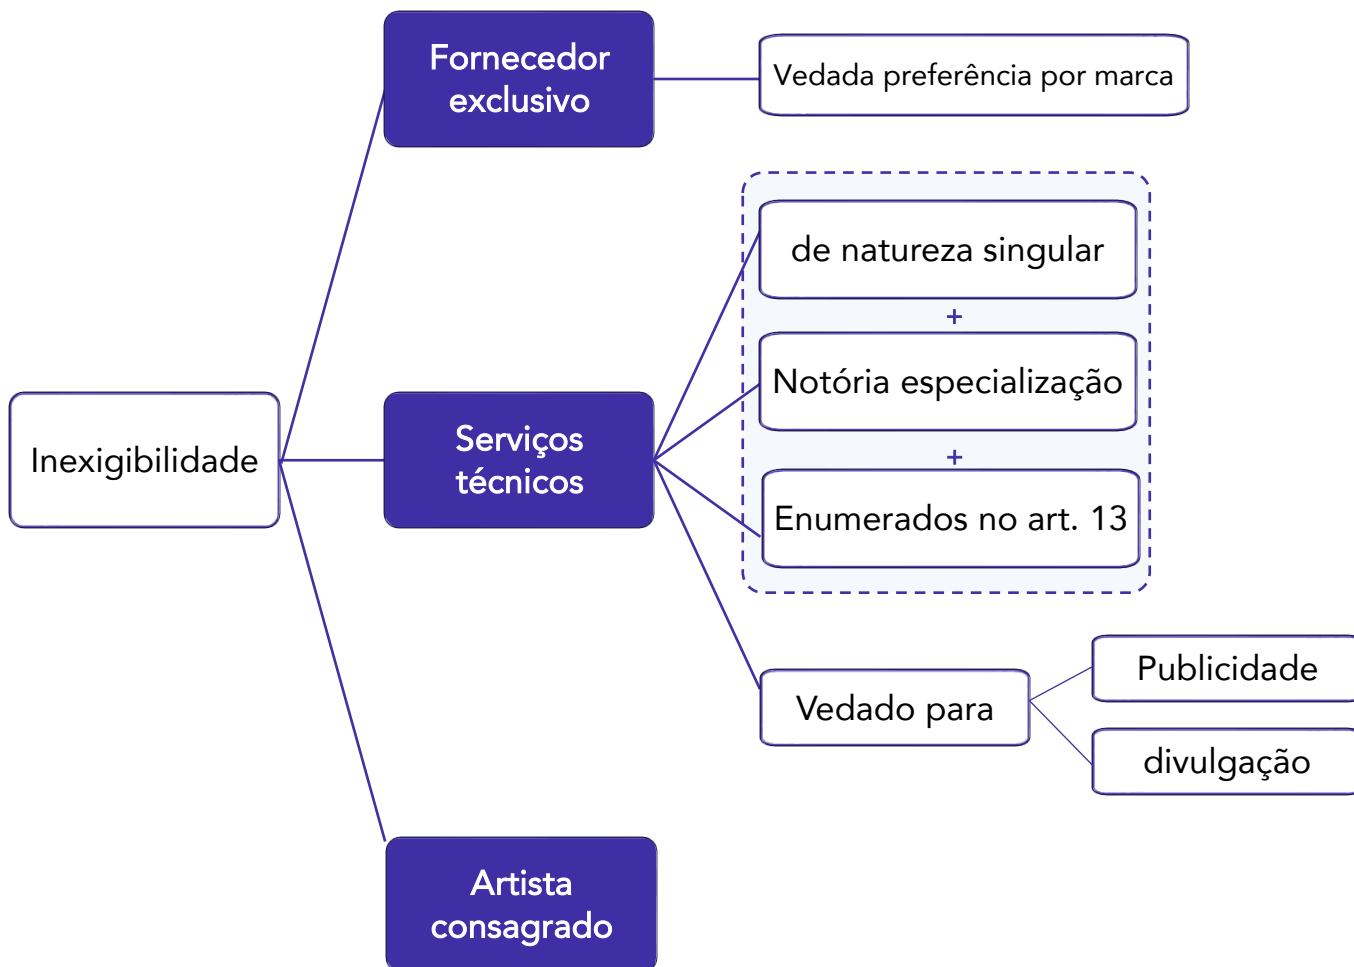 Fornecedor
exclusivo
Vedada preferência por marca
de natureza singular
+
Notória especialização
+
Enumerados no art. 13
Inexigibilidade
Serviços
técnicos
Vedado para
Publicidade
divulgação
Artista
consagrado